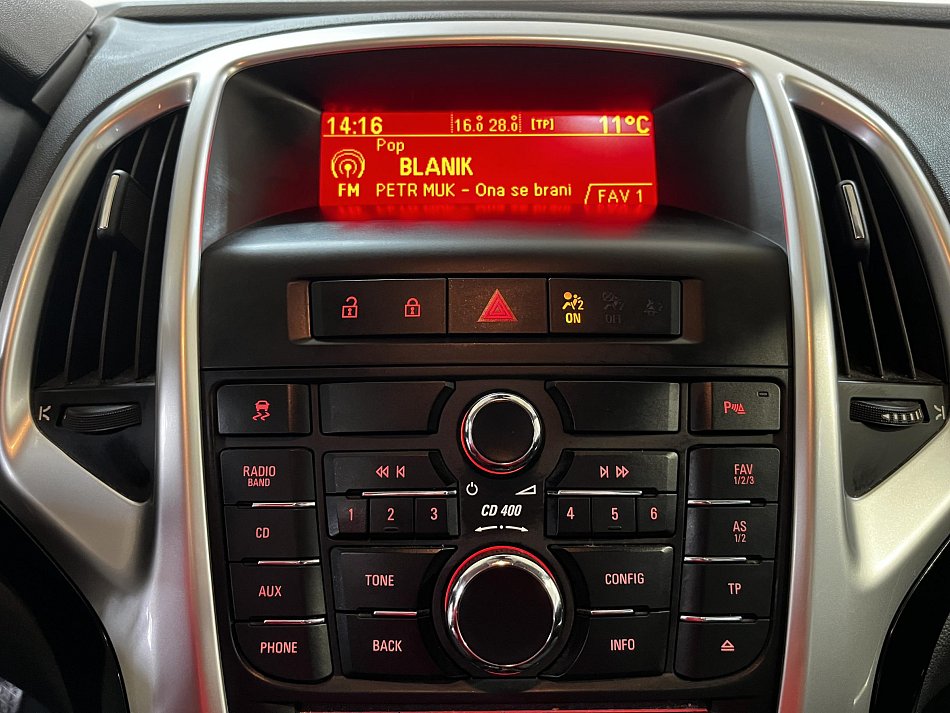 14:16 16.0 28.0 [TP] 11°C
Pop
BLANIK
FM PETR MUK - Ona se brani FAV 1
2 ON OFF
P
RADIO BAND
FAV 1/2/3
1 2 3
CD 400
4 5 6
CD
AS 1/2
AUX
TONE
CONFIG
TP
PHONE
BACK
INFO